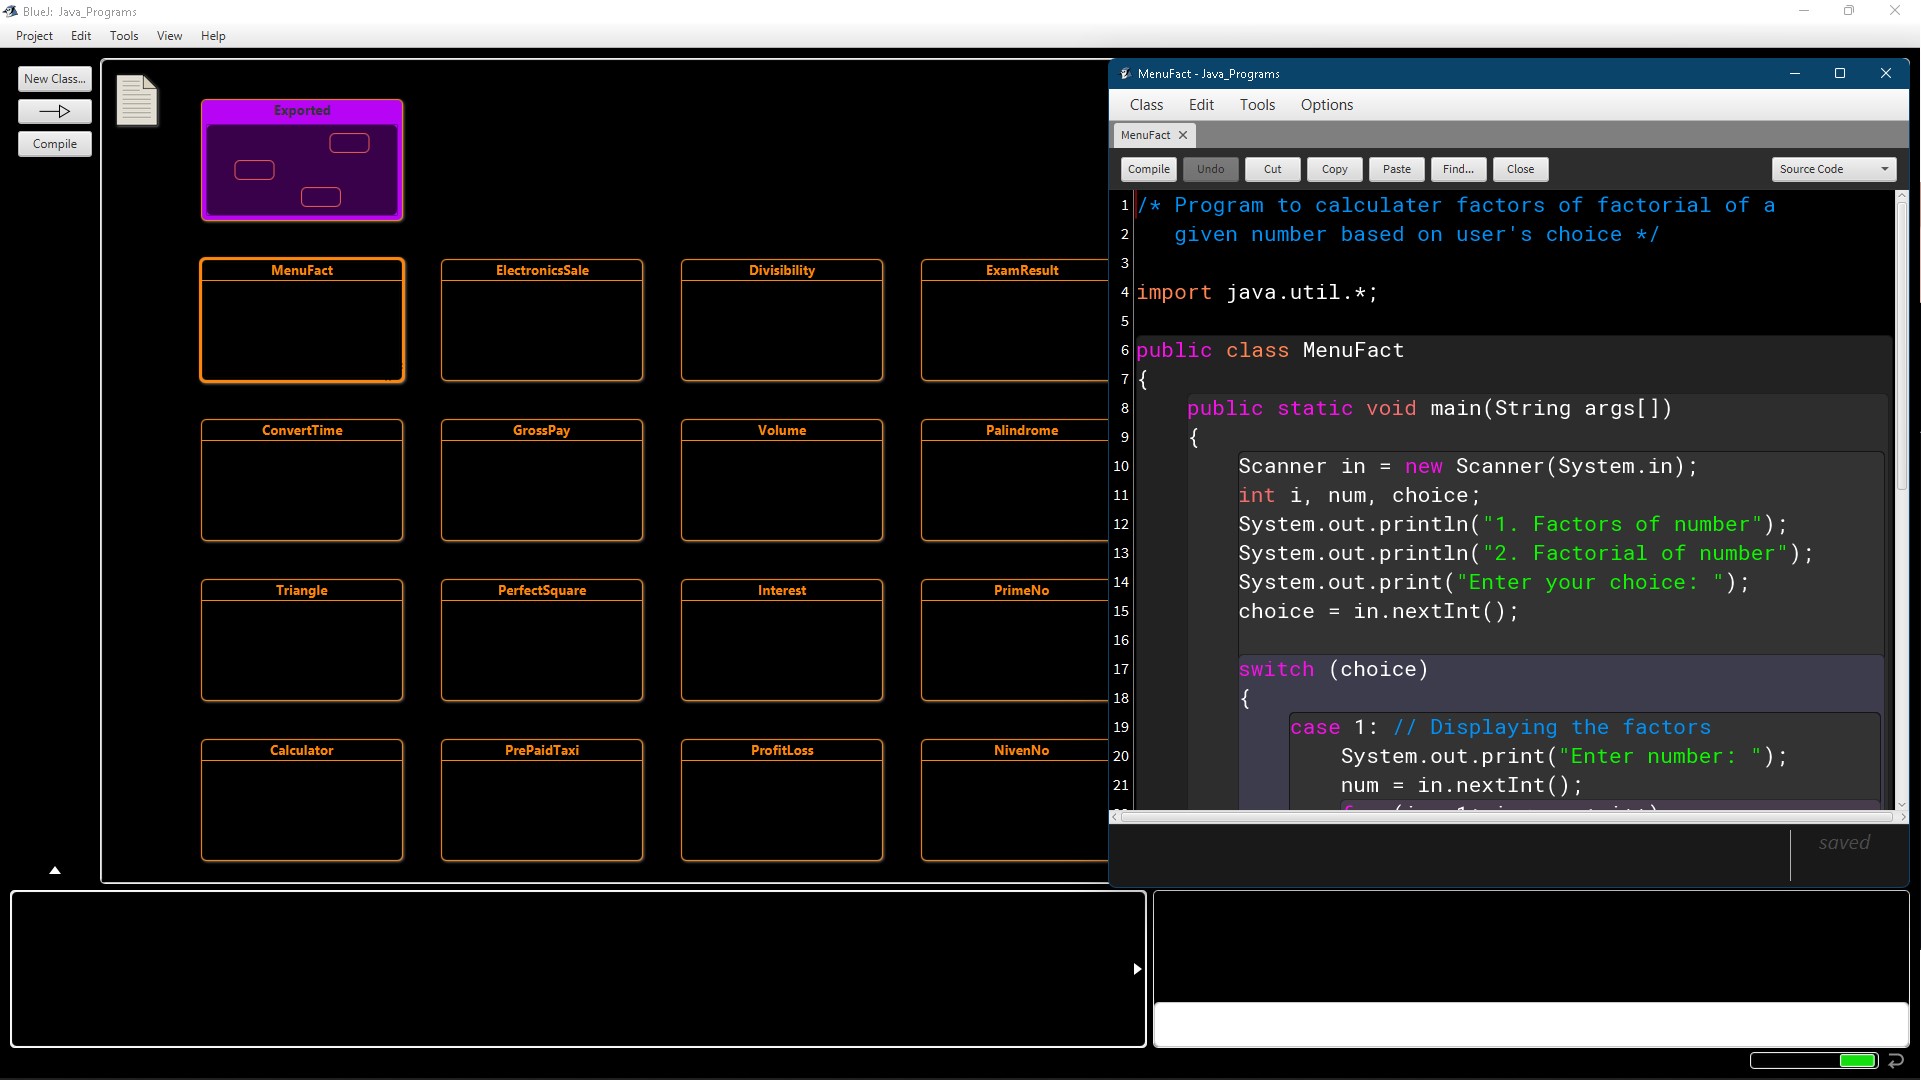 BlueJ: Java_Programs
Project Edit Tools View Help
New Class...
Compile
Exported
MenuFact ElectronicsSale Divisibility ExamResult
ConvertTime GrossPay Volume Palindrome
Triangle PerfectSquare Interest PrimeNo
Calculator PrePaidTaxi ProfitLoss NivenNo
MenuFact - Java_Programs
Class Edit Tools Options
MenuFact
Compile Undo Cut Copy Paste Find... Close Source Code
1 /* Program to calculater factors of factorial of a
2 given number based on user's choice */
3
4 import java.util.*;
5
6 public class MenuFact
7 {
8 public static void main(String args[])
9 {
10 Scanner in = new Scanner(System.in);
11 int i, num, choice;
12 System.out.println("1. Factors of number");
13 System.out.println("2. Factorial of number");
14 System.out.print("Enter your choice: ");
15 choice = in.nextInt();
16
17 switch (choice)
18 {
19 case 1: // Displaying the factors
20 System.out.print("Enter number: ");
21 num = in.nextInt();
saved